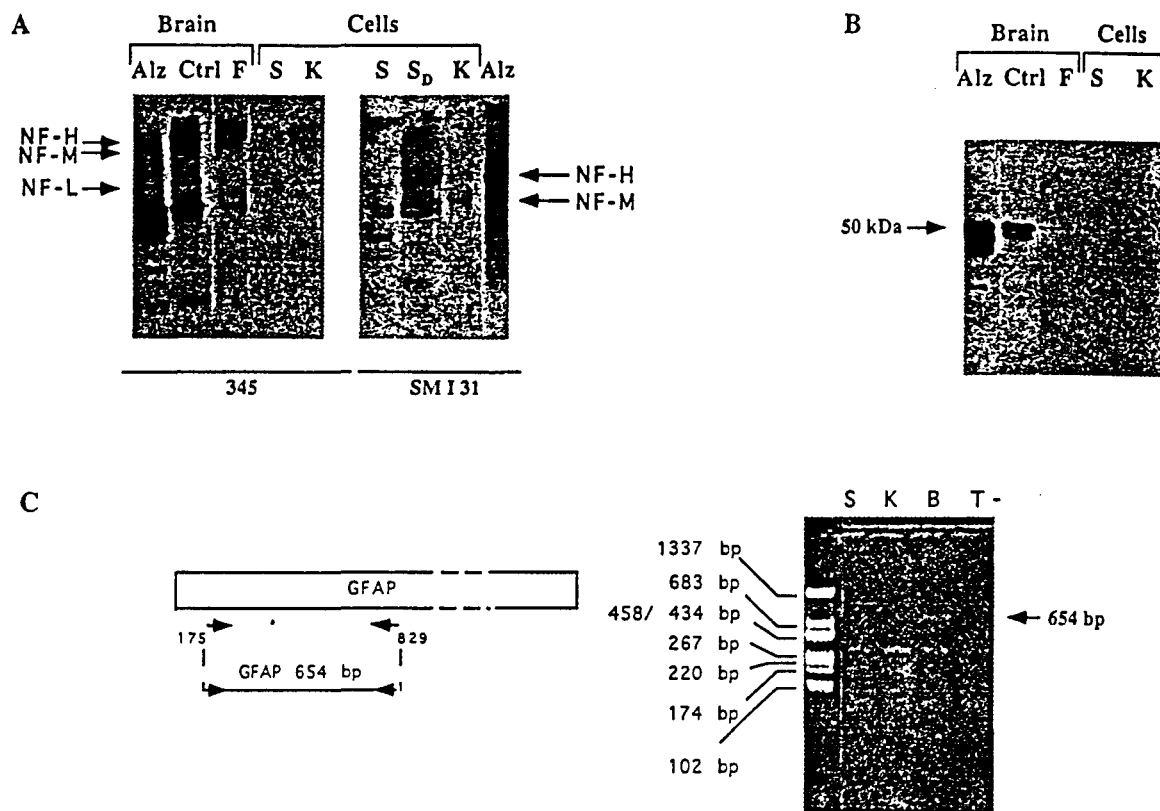 A
Brain Cells
Alz Ctrl F S K S SD K Alz
NF-H
NF-M
NF-L
NF-H
NF-M
345 SM I 31
B
Brain Cells
Alz Ctrl F S K
50 kDa
C
GFAP
175 829
GFAP 654 bp
S K B T -
1337 bp
683 bp
458/ 434 bp
267 bp
220 bp
174 bp
102 bp
654 bp